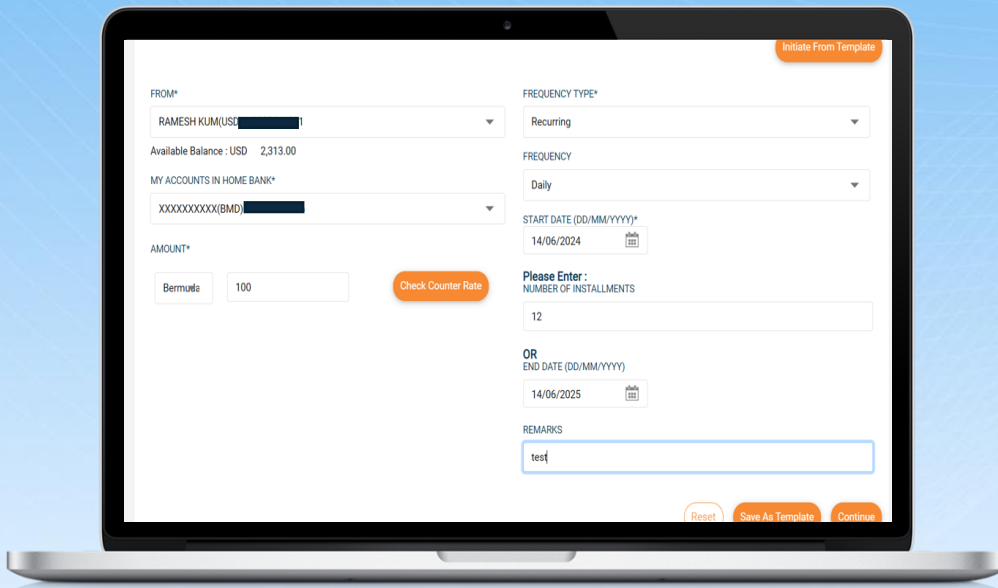 Initiate From Template
FROM*
RAMESH KUM(USD 1
Available Balance : USD 2,313.00
MY ACCOUNTS IN HOME BANK*
XXXXXXXXXX(BMD)
AMOUNT*
Bermuda 100 Check Counter Rate
FREQUENCY TYPE*
Recurring
FREQUENCY
Daily
START DATE (DD/MM/YYYY)*
14/06/2024
Please Enter :
NUMBER OF INSTALLMENTS
12
OR
END DATE (DD/MM/YYYY)
14/06/2025
REMARKS
test
Reset Save As Template Continue